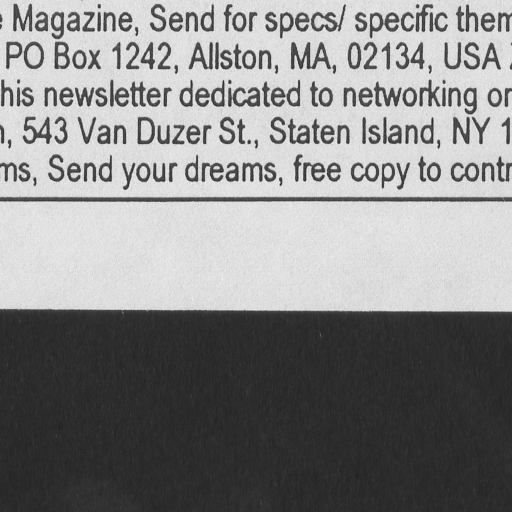 Magazine, Send for specs/ specific them
PO Box 1242, Allston, MA, 02134, USA
his newsletter dedicated to networking or
, 543 Van Duzer St., Staten Island, NY 1
ms, Send your dreams, free copy to contr